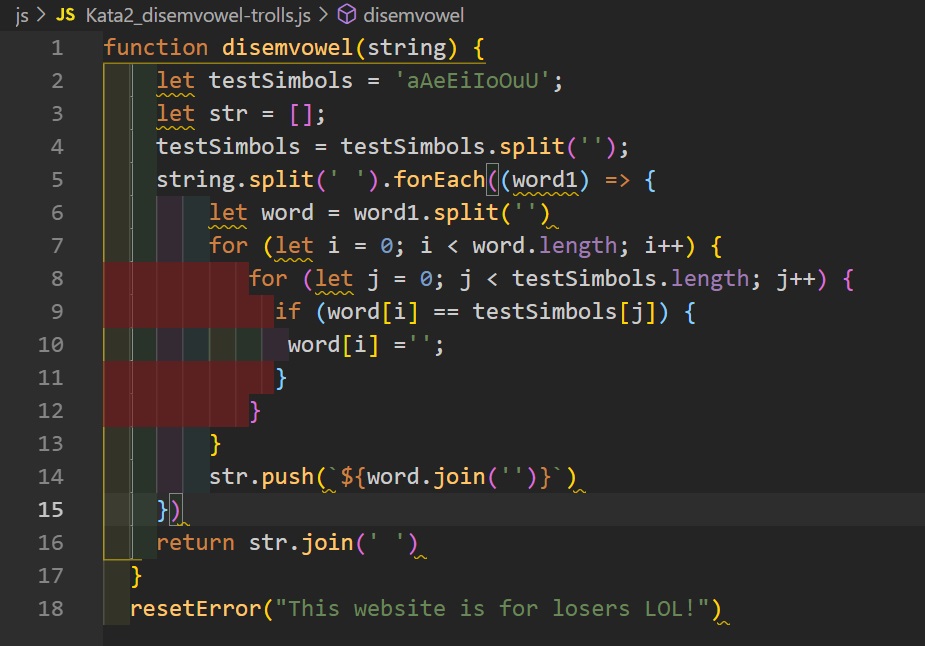 js > JS Kata2_disemvowel-trolls.js > disemvowel
1 function disemvowel(string) {
2 let testSimbols = 'aAeEiIoOuU';
3 let str = [];
4 testSimbols = testSimbols.split('');
5 string.split(' ').forEach((word1) => {
6 let word = word1.split('')
7 for (let i = 0; i < word.length; i++) {
8 for (let j = 0; j < testSimbols.length; j++) {
9 if (word[i] == testSimbols[j]) {
10 word[i] ='';
11 }
12 }
13 }
14 str.push(`${word.join('')}`)
15 })
16 return str.join(' ')
17 }
18 resetError("This website is for losers LOL!")